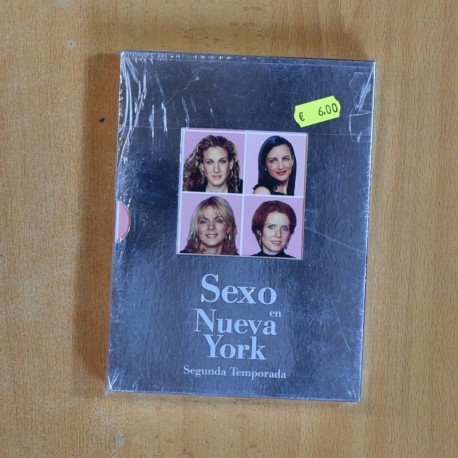 € 6,00
Sexo
en
Nueva
York
Segunda Temporada